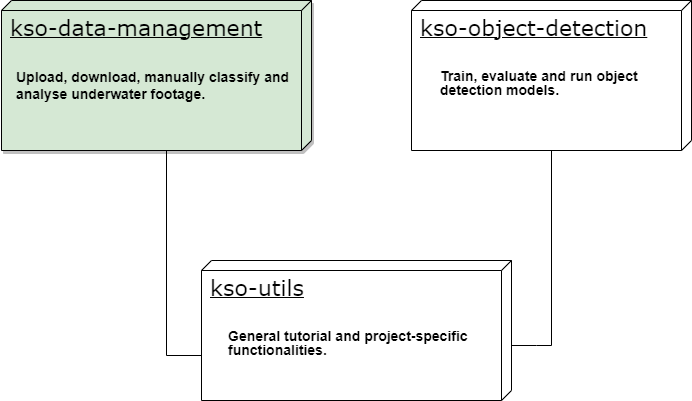 kso-data-management
Upload, download, manually classify and
analyse underwater footage.
kso-object-detection
Train, evaluate and run object
detection models.
kso-utils
General tutorial and project-specific
functionalities.